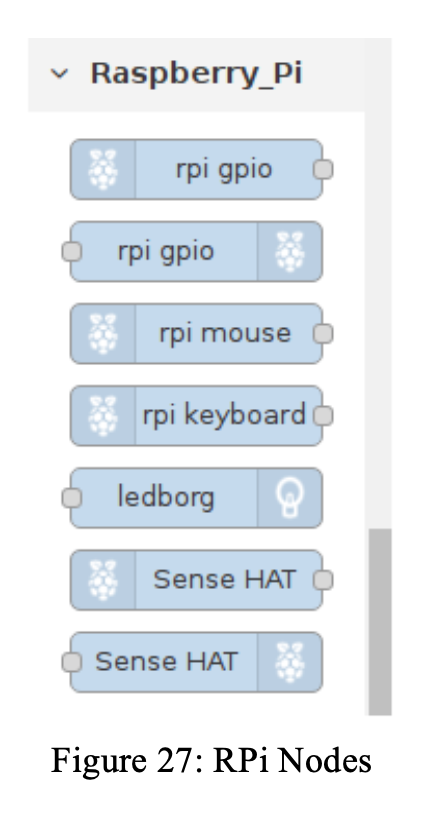 Raspberry_Pi
rpi gpio
rpi gpio
rpi mouse
rpi keyboard
ledborg
Sense HAT
Sense HAT
Figure 27: RPi Nodes